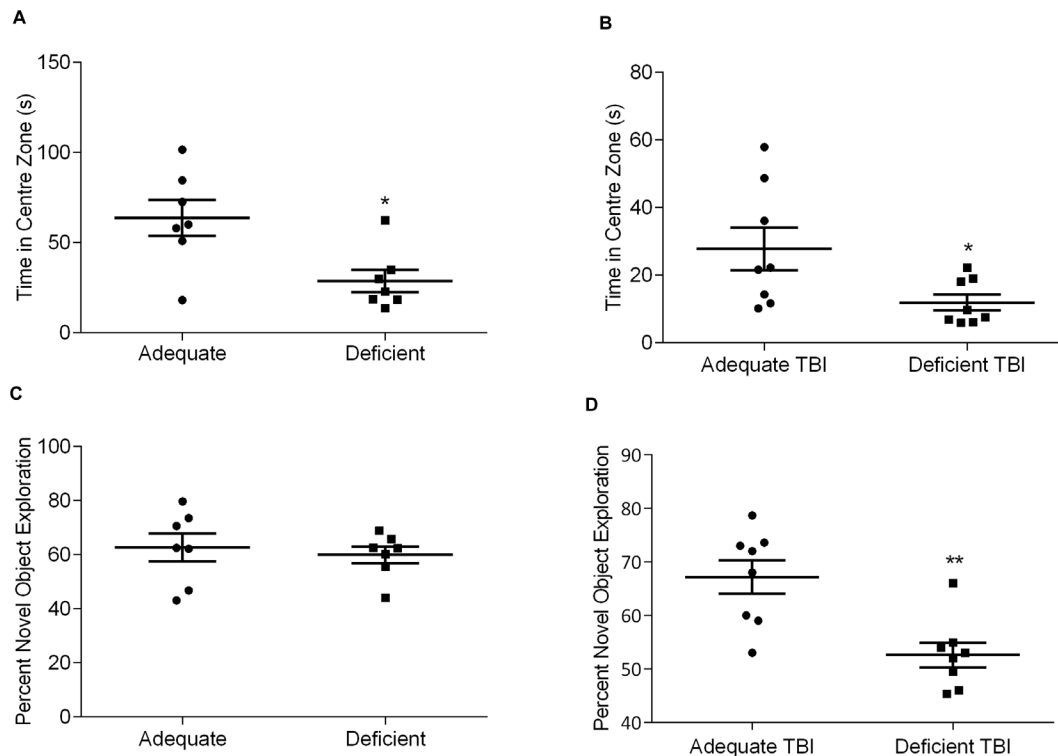 A
Time in Centre Zone (s)
150
100
50
0
*
Adequate
Deficient
B
Time in Centre Zone (s)
80
60
40
20
0
*
Adequate TBI
Deficient TBI
C
Percent Novel Object Exploration
100
80
60
40
20
0
Adequate
Deficient
D
Percent Novel Object Exploration
90
80
70
60
50
40
**
Adequate TBI
Deficient TBI